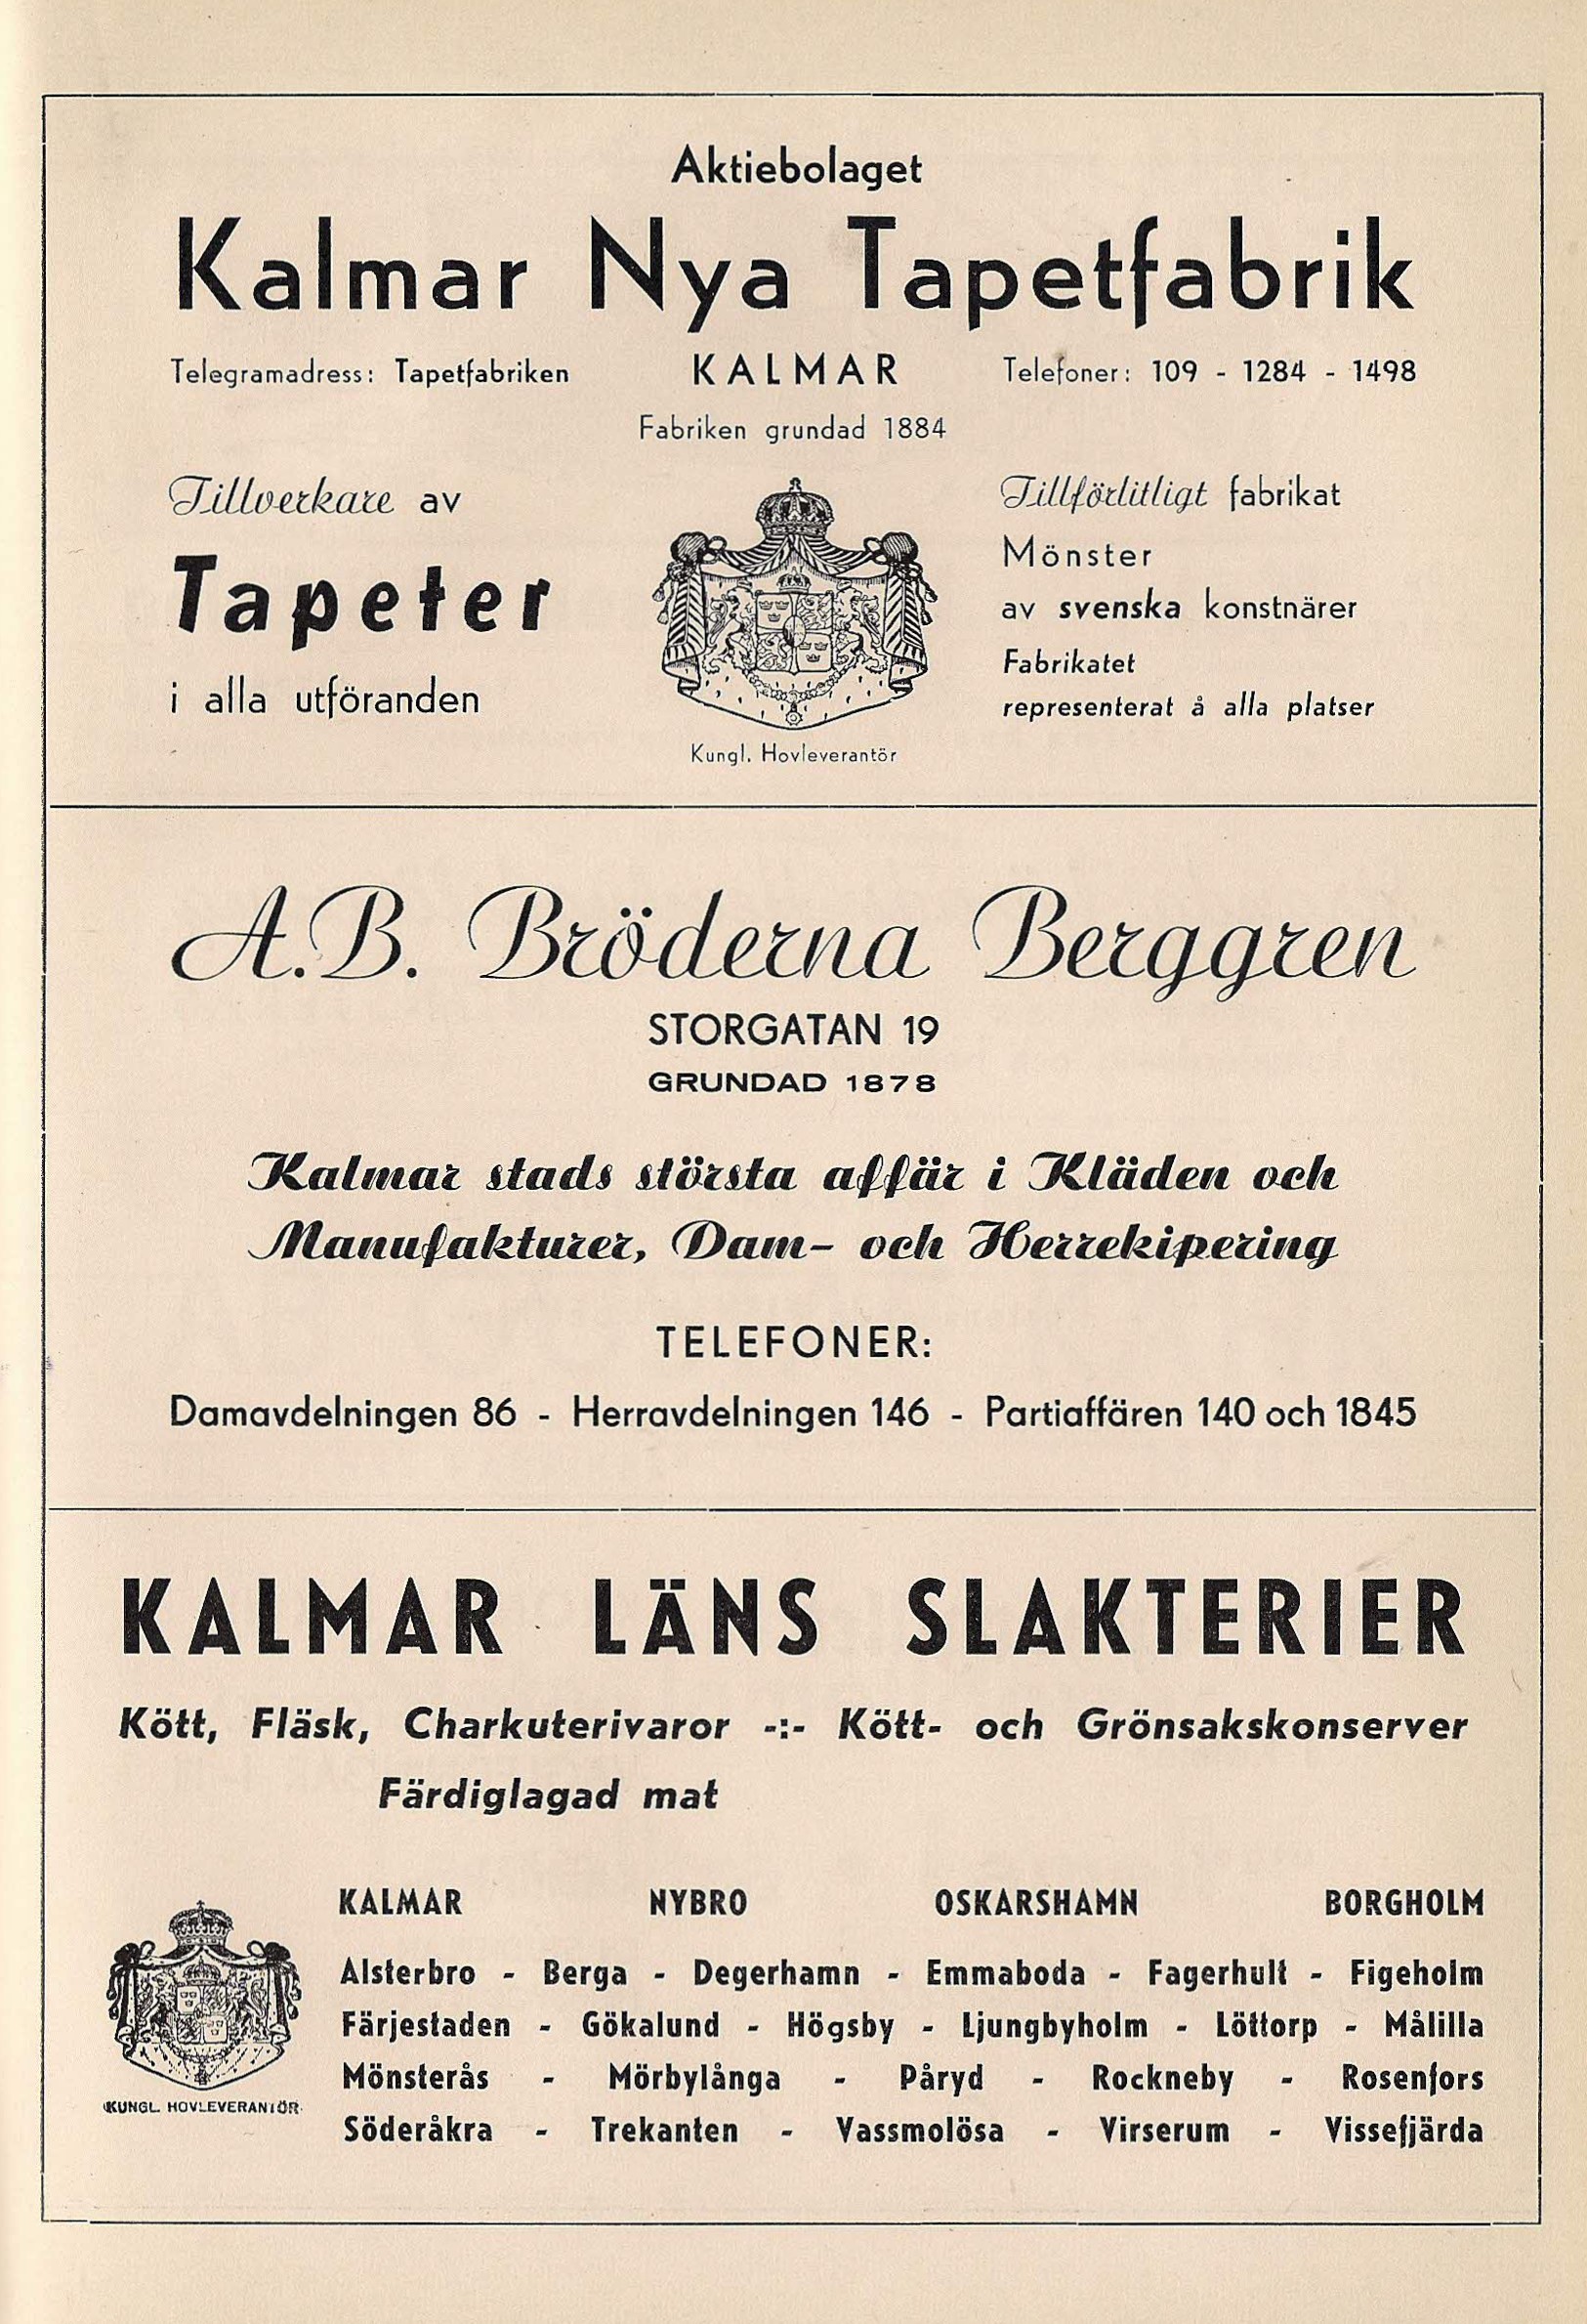 Aktiebolaget
Kalmar Nya Tapetfabrik
Telegramadress: Tapetfabriken KALMAR Telefoner: 109 - 1284 - 1498
Fabriken grundad 1884
Tillverkare av
Tapeter
i alla utföranden
Kungl. Hovleverantör
Tillförlitligt fabrikat
Mönster
av svenska konstnärer
Fabrikatet
representerat å alla platser
A.B. Bröderna Berggren
STORGATAN 19
GRUNDAD 1878
Kalmar stads största affär i Kläden och
Manufakturer, Dam- och Herrekipering
TELEFONER:
Damavdelningen 86 - Herravdelningen 146 - Partiaffären 140 och 1845
KALMAR LÄNS SLAKTERIER
Kött, Fläsk, Charkuterivaror -:- Kött- och Grönsakskonserver
Färdiglagad mat
KUNGL. HOVLEVERANTÖR
KALMAR NYBRO OSKARSHAMN BORGHOLM
Alsterbro - Berga - Degerhamn - Emmaboda - Fagerhult - Figeholm
Färjestaden - Gökalund - Högsby - Ljungbyholm - Löttorp - Målilla
Mönsterås - Mörbylånga - Påryd - Rockneby - Rosenfors
Söderåkra - Trekanten - Vassmolösa - Virserum - Vissefjärda